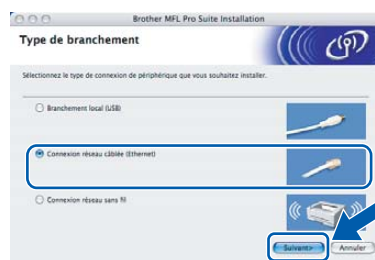 Brother MFL Pro Suite Installation
Type de branchement
Sélectionnez le type de connexion de périphérique que vous souhaitez installer.
Branchement local (USB)
Connexion réseau câblée (Ethernet)
Connexion réseau sans fil
Suivant>
Annuler